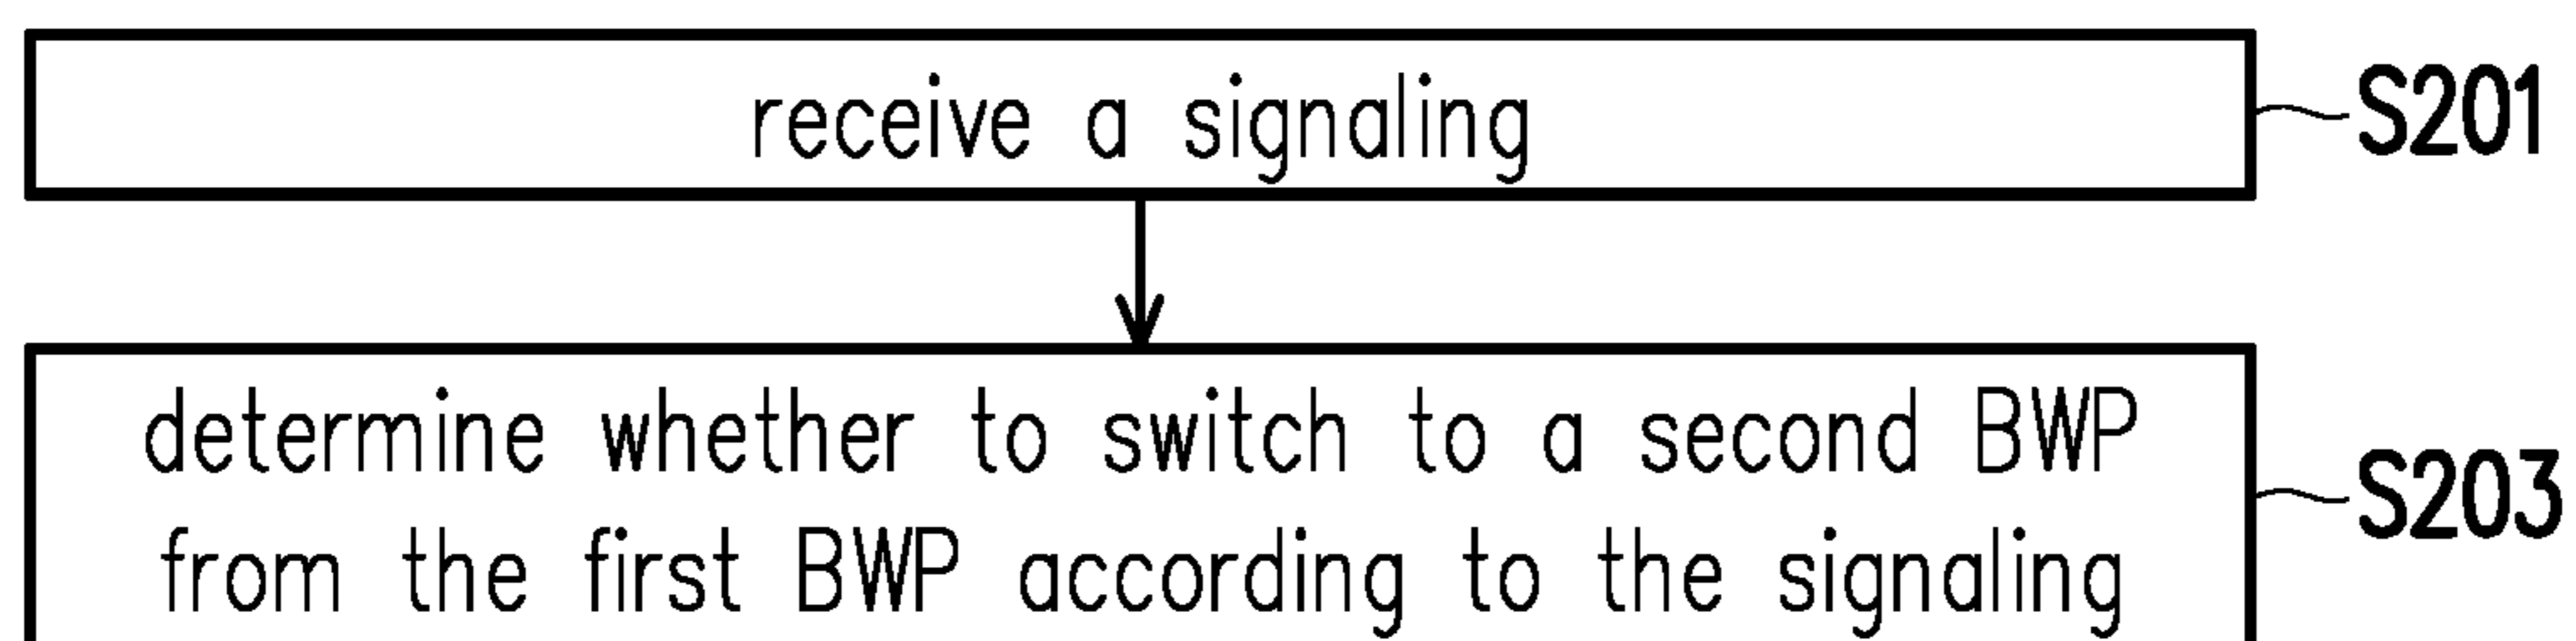 receive a signaling
S201
determine whether to switch to a second BWP
from the first BWP according to the signaling
S203